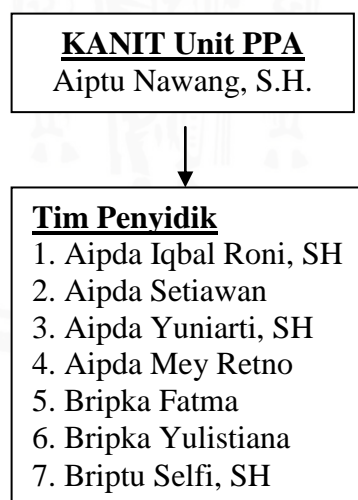 KANIT Unit PPA
Aiptu Nawang, S.H.
Tim Penyidik
1. Aipda Iqbal Roni, SH
2. Aipda Setiawan
3. Aipda Yuniarti, SH
4. Aipda Mey Retno
5. Bripka Fatma
6. Bripka Yulistiana
7. Briptu Selfi, SH